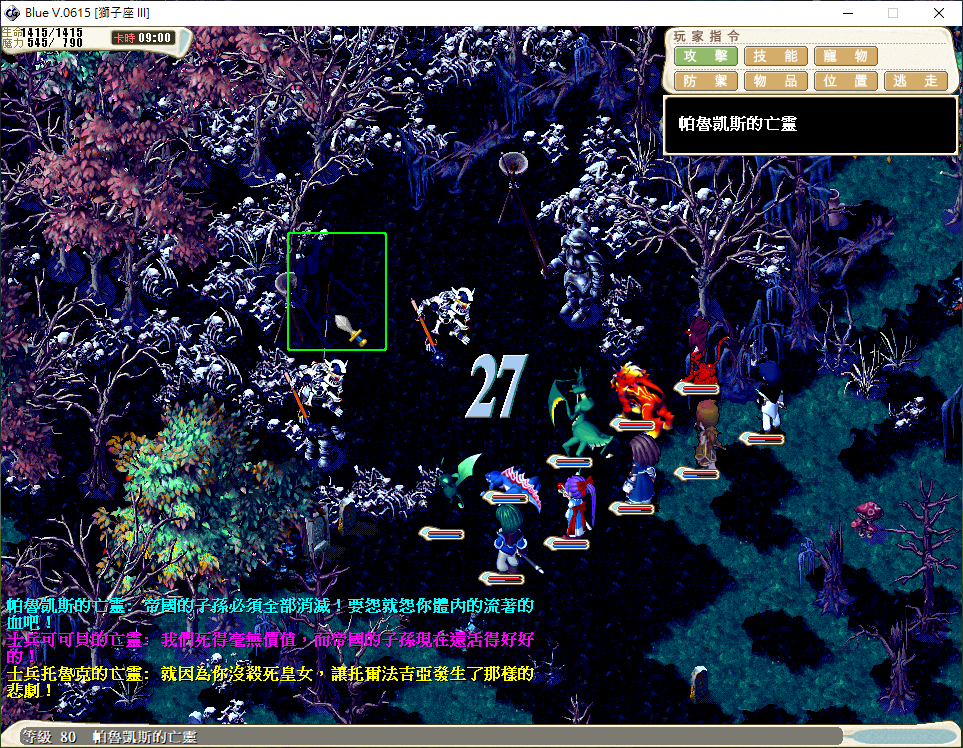 Blue V.0615 [獅子座 III]
生命1415/1415
魔力 545/ 790
卡時 09:00
玩家指令
攻擊 技能 寵物
防禦 物品 位置 逃走
帕魯凱斯的亡靈
27
帕魯凱斯的亡靈: 帝國的子孫必須全部消滅！要怨就怨你體內的流著的
血吧！
士兵可可貝的亡靈: 我們死得毫無價值，而帝國的子孫現在還活得好好
的！
士兵托魯克的亡靈: 就因為你沒殺死皇女，讓托爾法吉亞發生了那樣的
悲劇！
等級 80 帕魯凱斯的亡靈